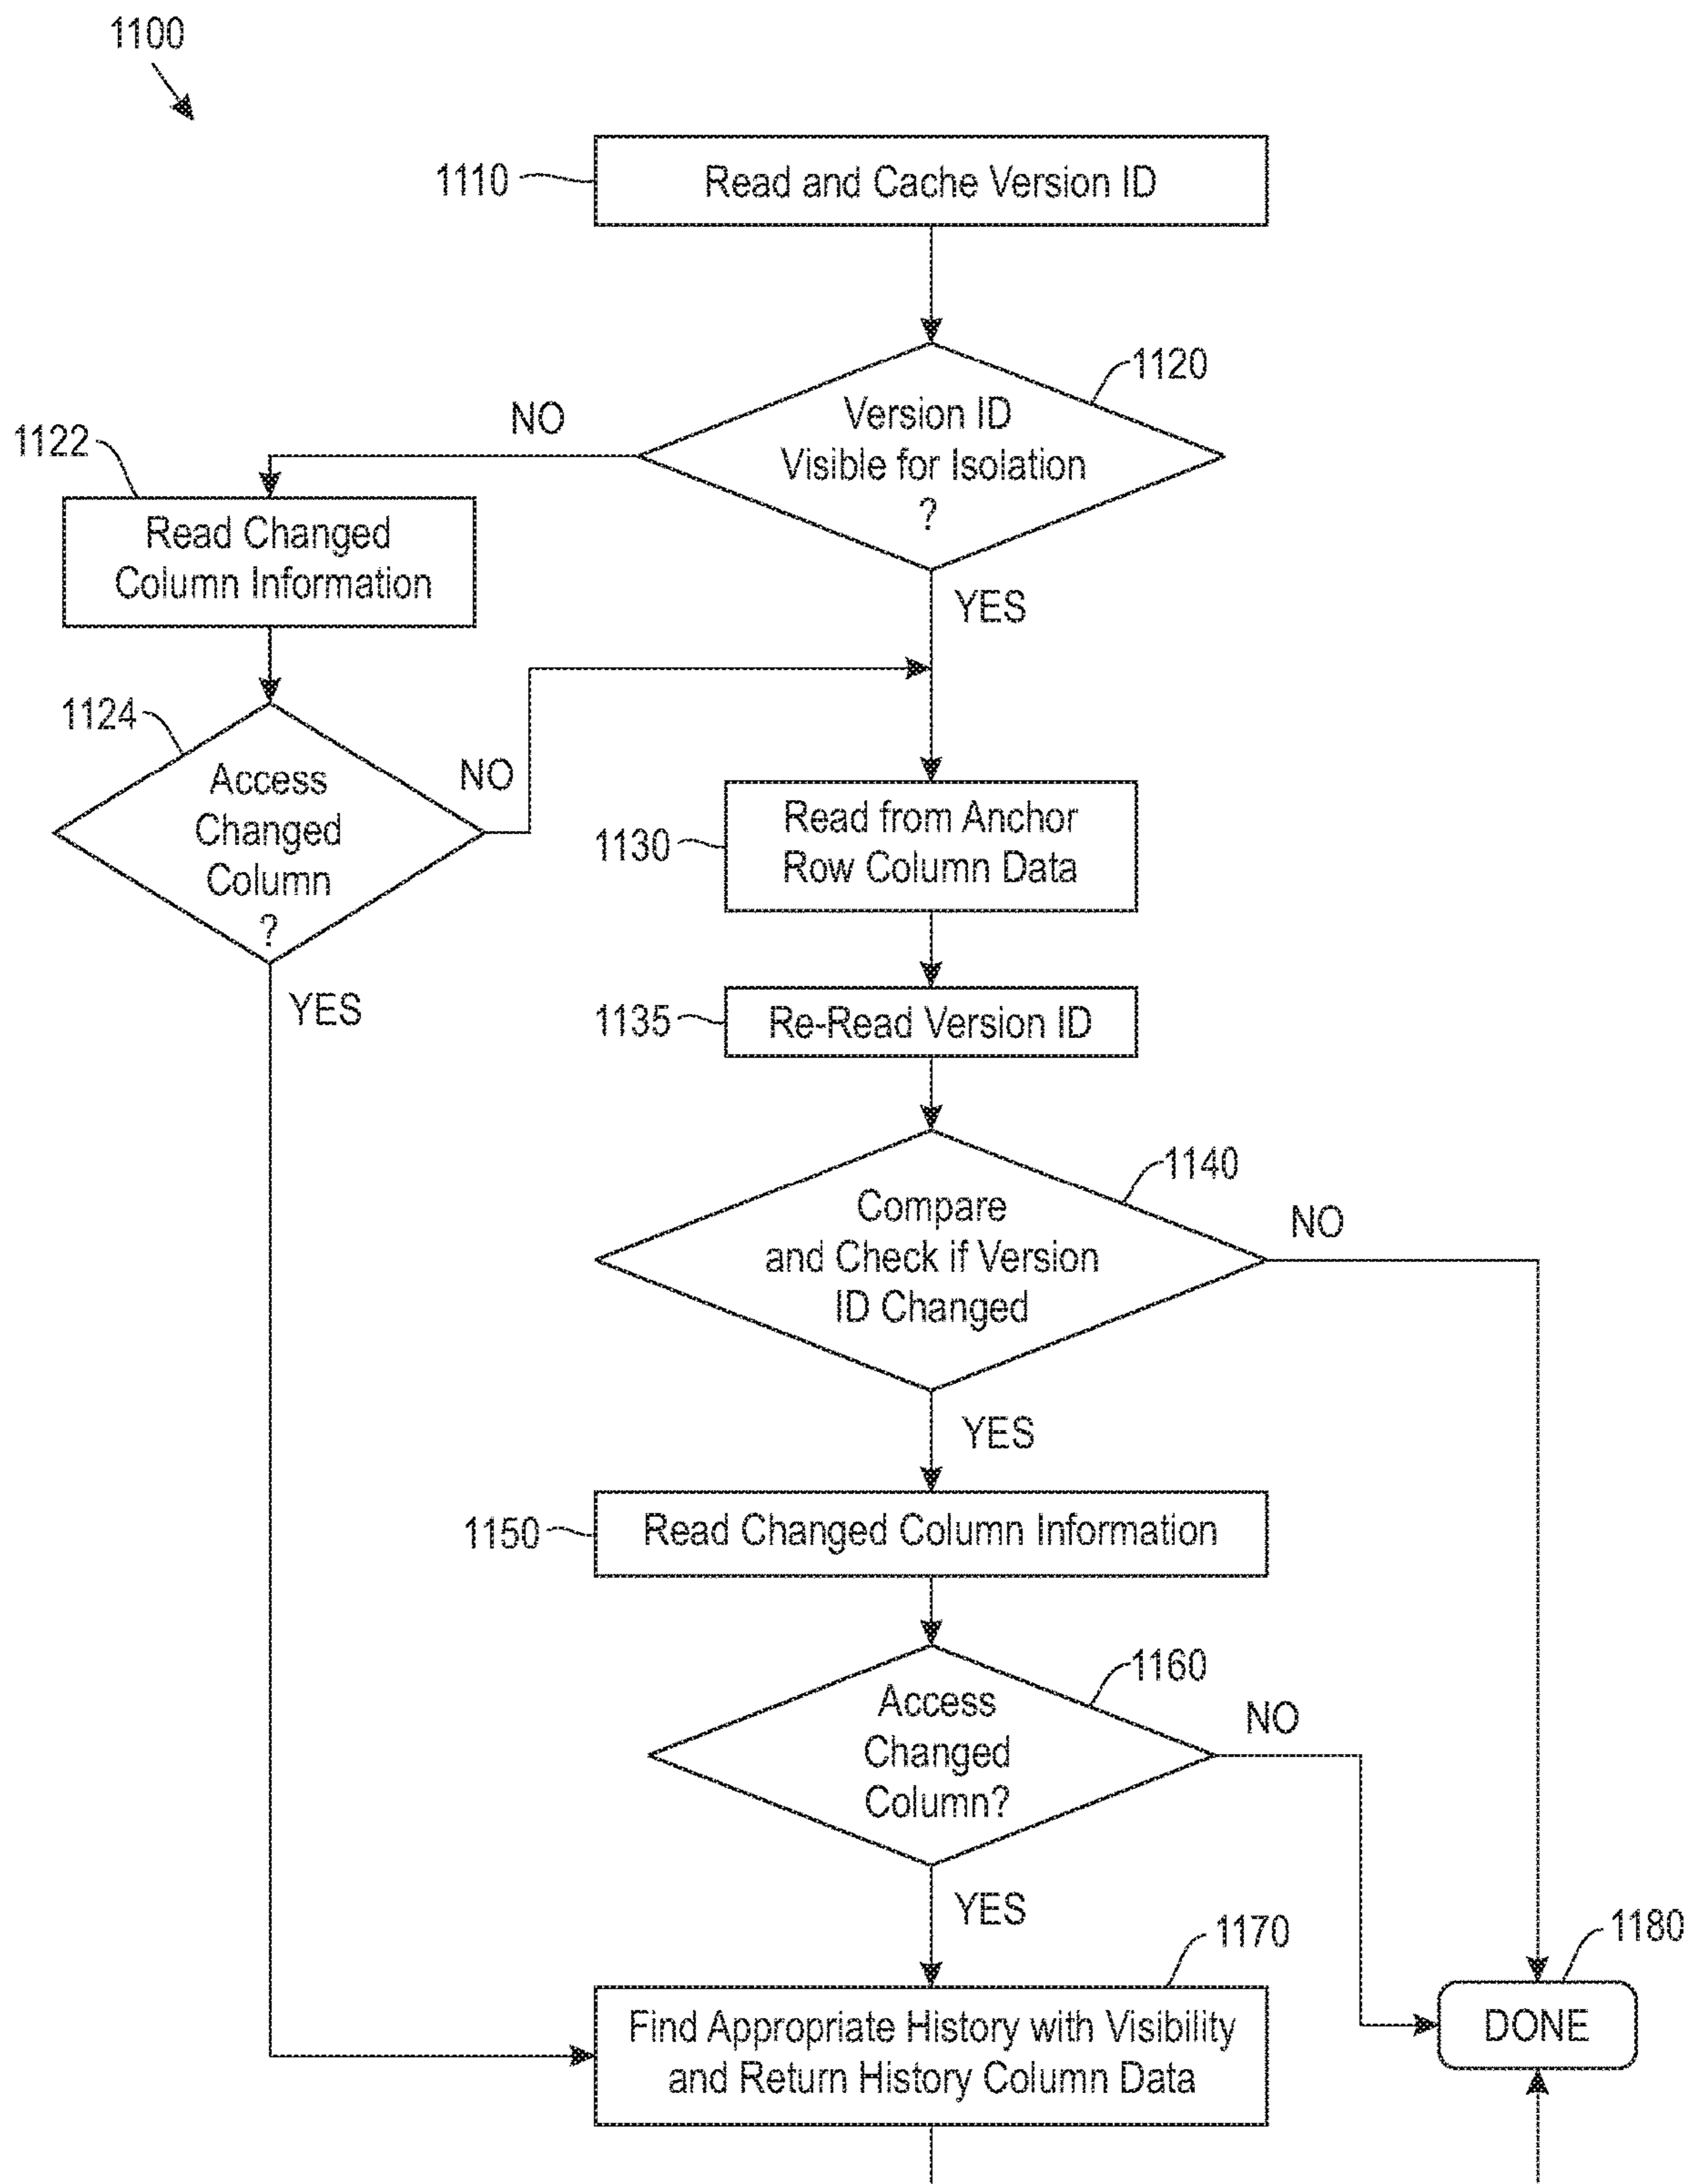 1100
1110
Read and Cache Version ID
1120
Version ID
Visible for Isolation
?
NO
YES
1122
Read Changed
Column Information
1124
Access
Changed
Column
?
NO
YES
1130
Read from Anchor
Row Column Data
1135
Re-Read Version ID
1140
Compare
and Check if Version
ID Changed
NO
YES
1150
Read Changed Column Information
1160
Access
Changed
Column?
NO
YES
1170
Find Appropriate History with Visibility
and Return History Column Data
1180
DONE